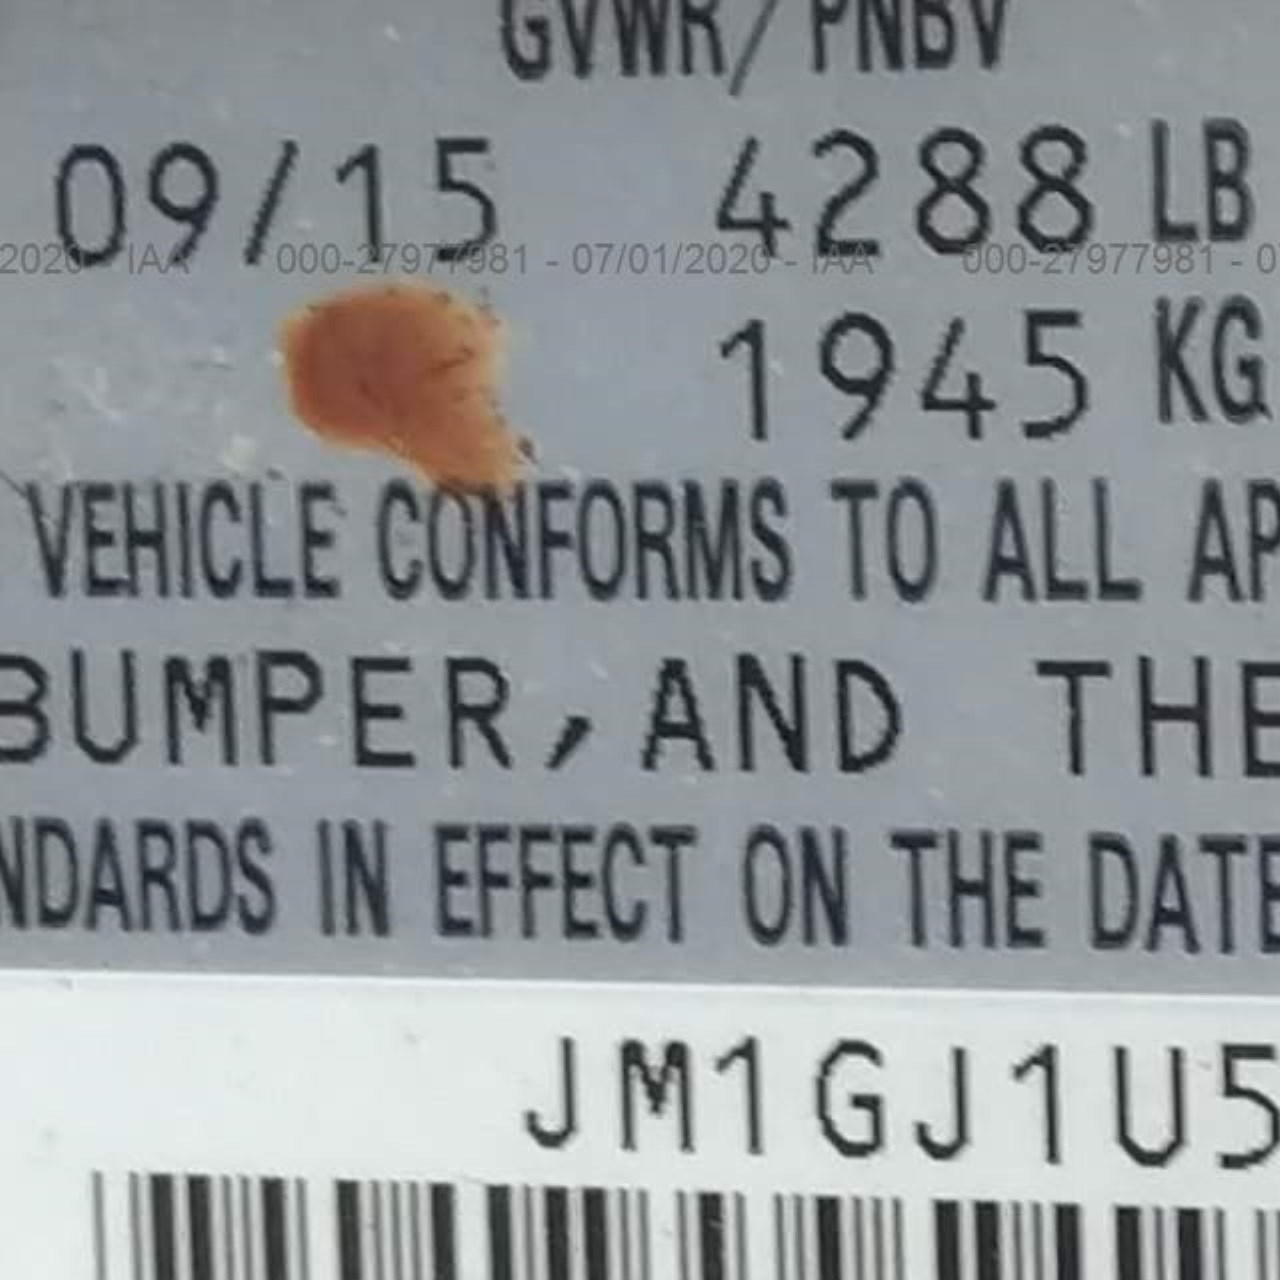 GVWR/PNBV
09/15 4288 LB
2020 - IAA 000-27977981 - 07/01/2020 - IAA 000-27977981 - 0
1945 KG
VEHICLE CONFORMS TO ALL AP
BUMPER,AND THE
NDARDS IN EFFECT ON THE DATE
JM1GJ1U5